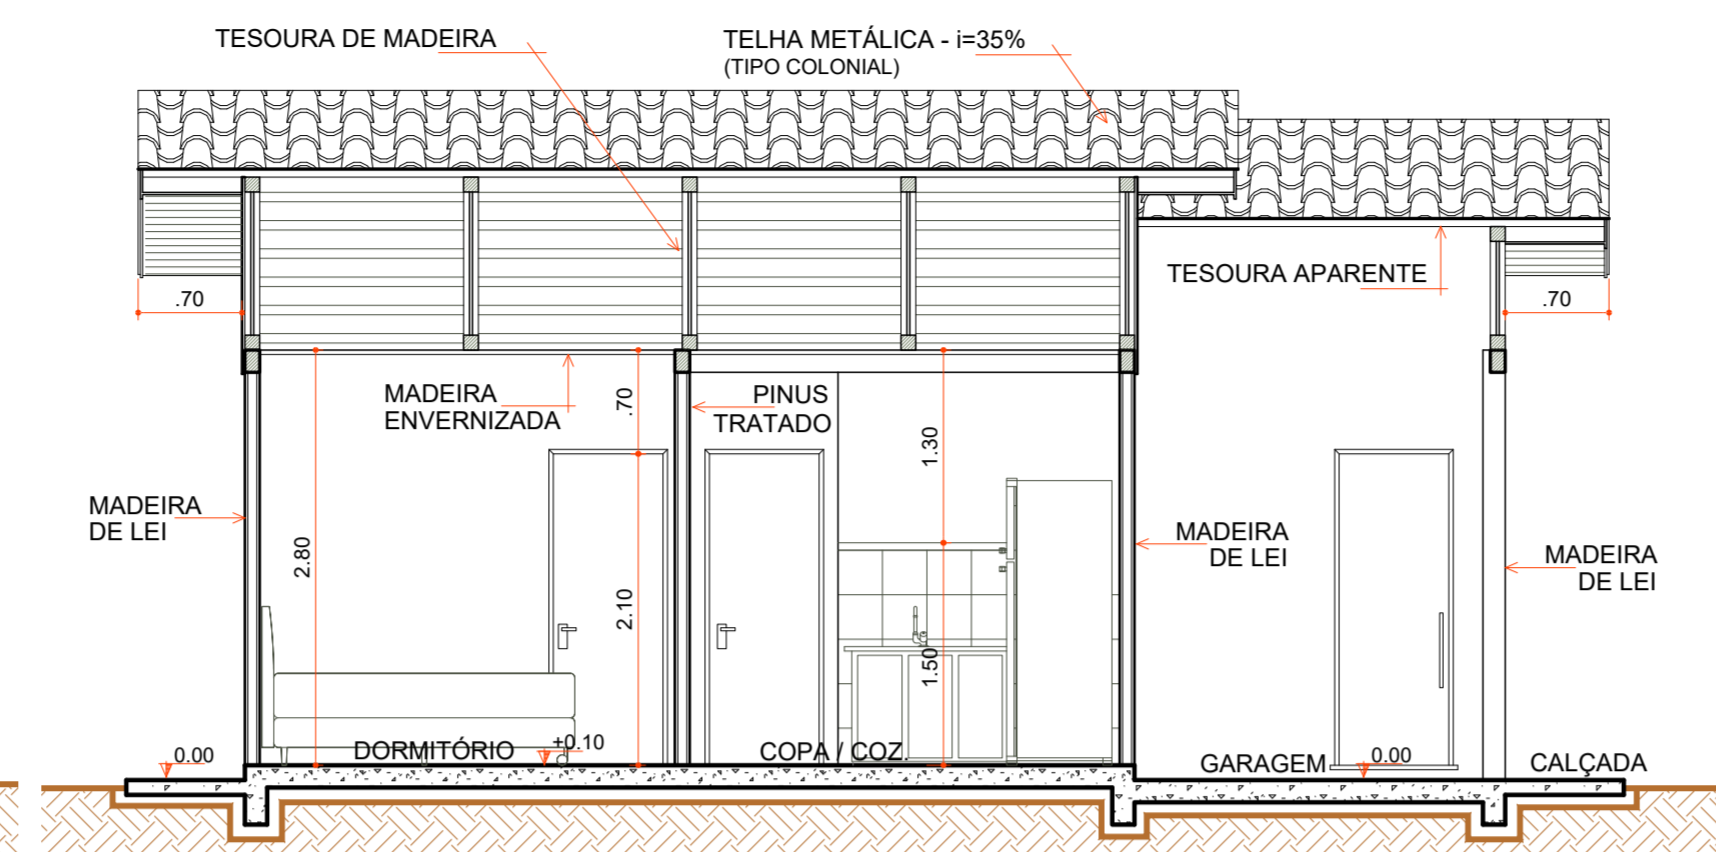 TESOURA DE MADEIRA
TELHA METÁLICA - i=35%
(TIPO COLONIAL)
TESOURA APARENTE
.70
.70
MADEIRA
ENVERNIZADA
.70
PINUS
TRATADO
1.30
MADEIRA
DE LEI
2.80
2.10
1.50
MADEIRA
DE LEI
MADEIRA
DE LEI
0.00
DORMITÓRIO
+0.10
COPA / COZ.
GARAGEM
0.00
CALÇADA